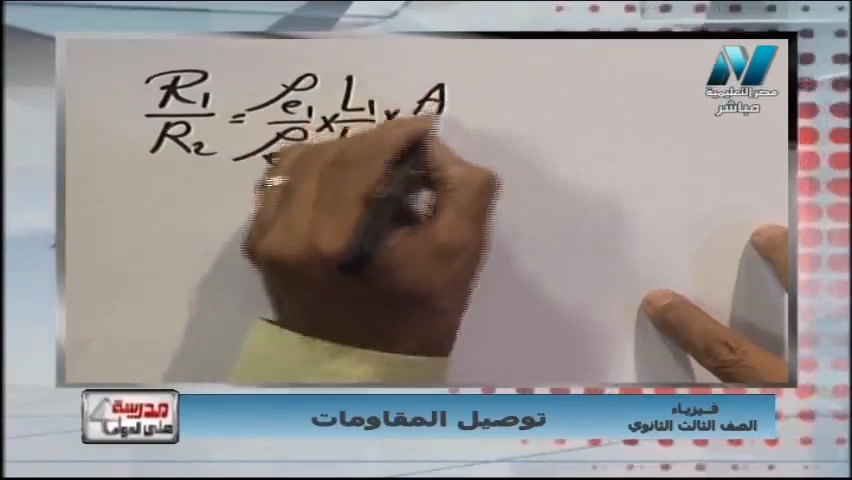 مصر التعليمية
مباشر
R₁/R₂ = ρe₁/ρ × L₁/L × A
مدرسة
على الهواء
توصيل المقاومات
فيزياء
الصف الثالث الثانوي